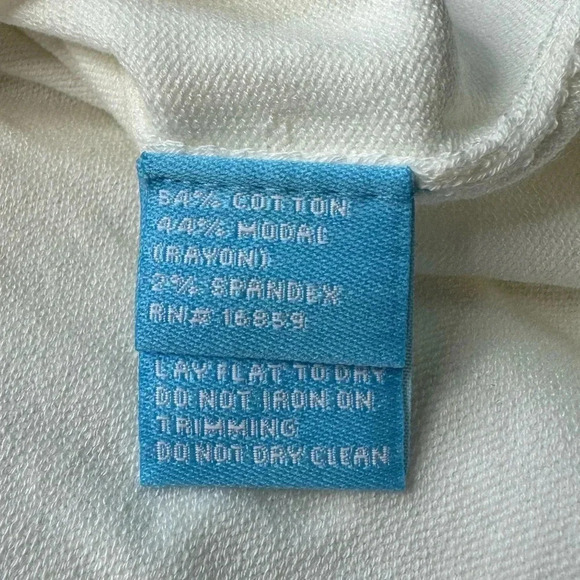 54% COTTON
44% MODAL
(RAYON)
2% SPANDEX
RN# 16859
LAY FLAT TO DRY
DO NOT IRON ON
TRIMMING
DO NOT DRY CLEAN